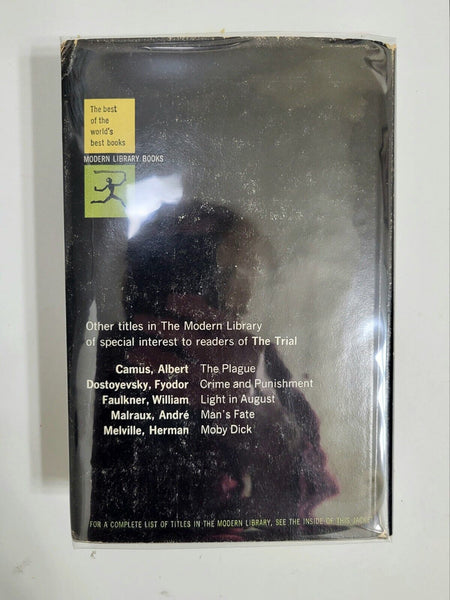 The best
of the
world's
best books
MODERN LIBRARY BOOKS
Other titles in The Modern Library
of special interest to readers of The Trial
Camus, Albert The Plague
Dostoyevsky, Fyodor Crime and Punishment
Faulkner, William Light in August
Malraux, André Man's Fate
Melville, Herman Moby Dick
FOR A COMPLETE LIST OF TITLES IN THE MODERN LIBRARY, SEE THE INSIDE OF THIS JACKET